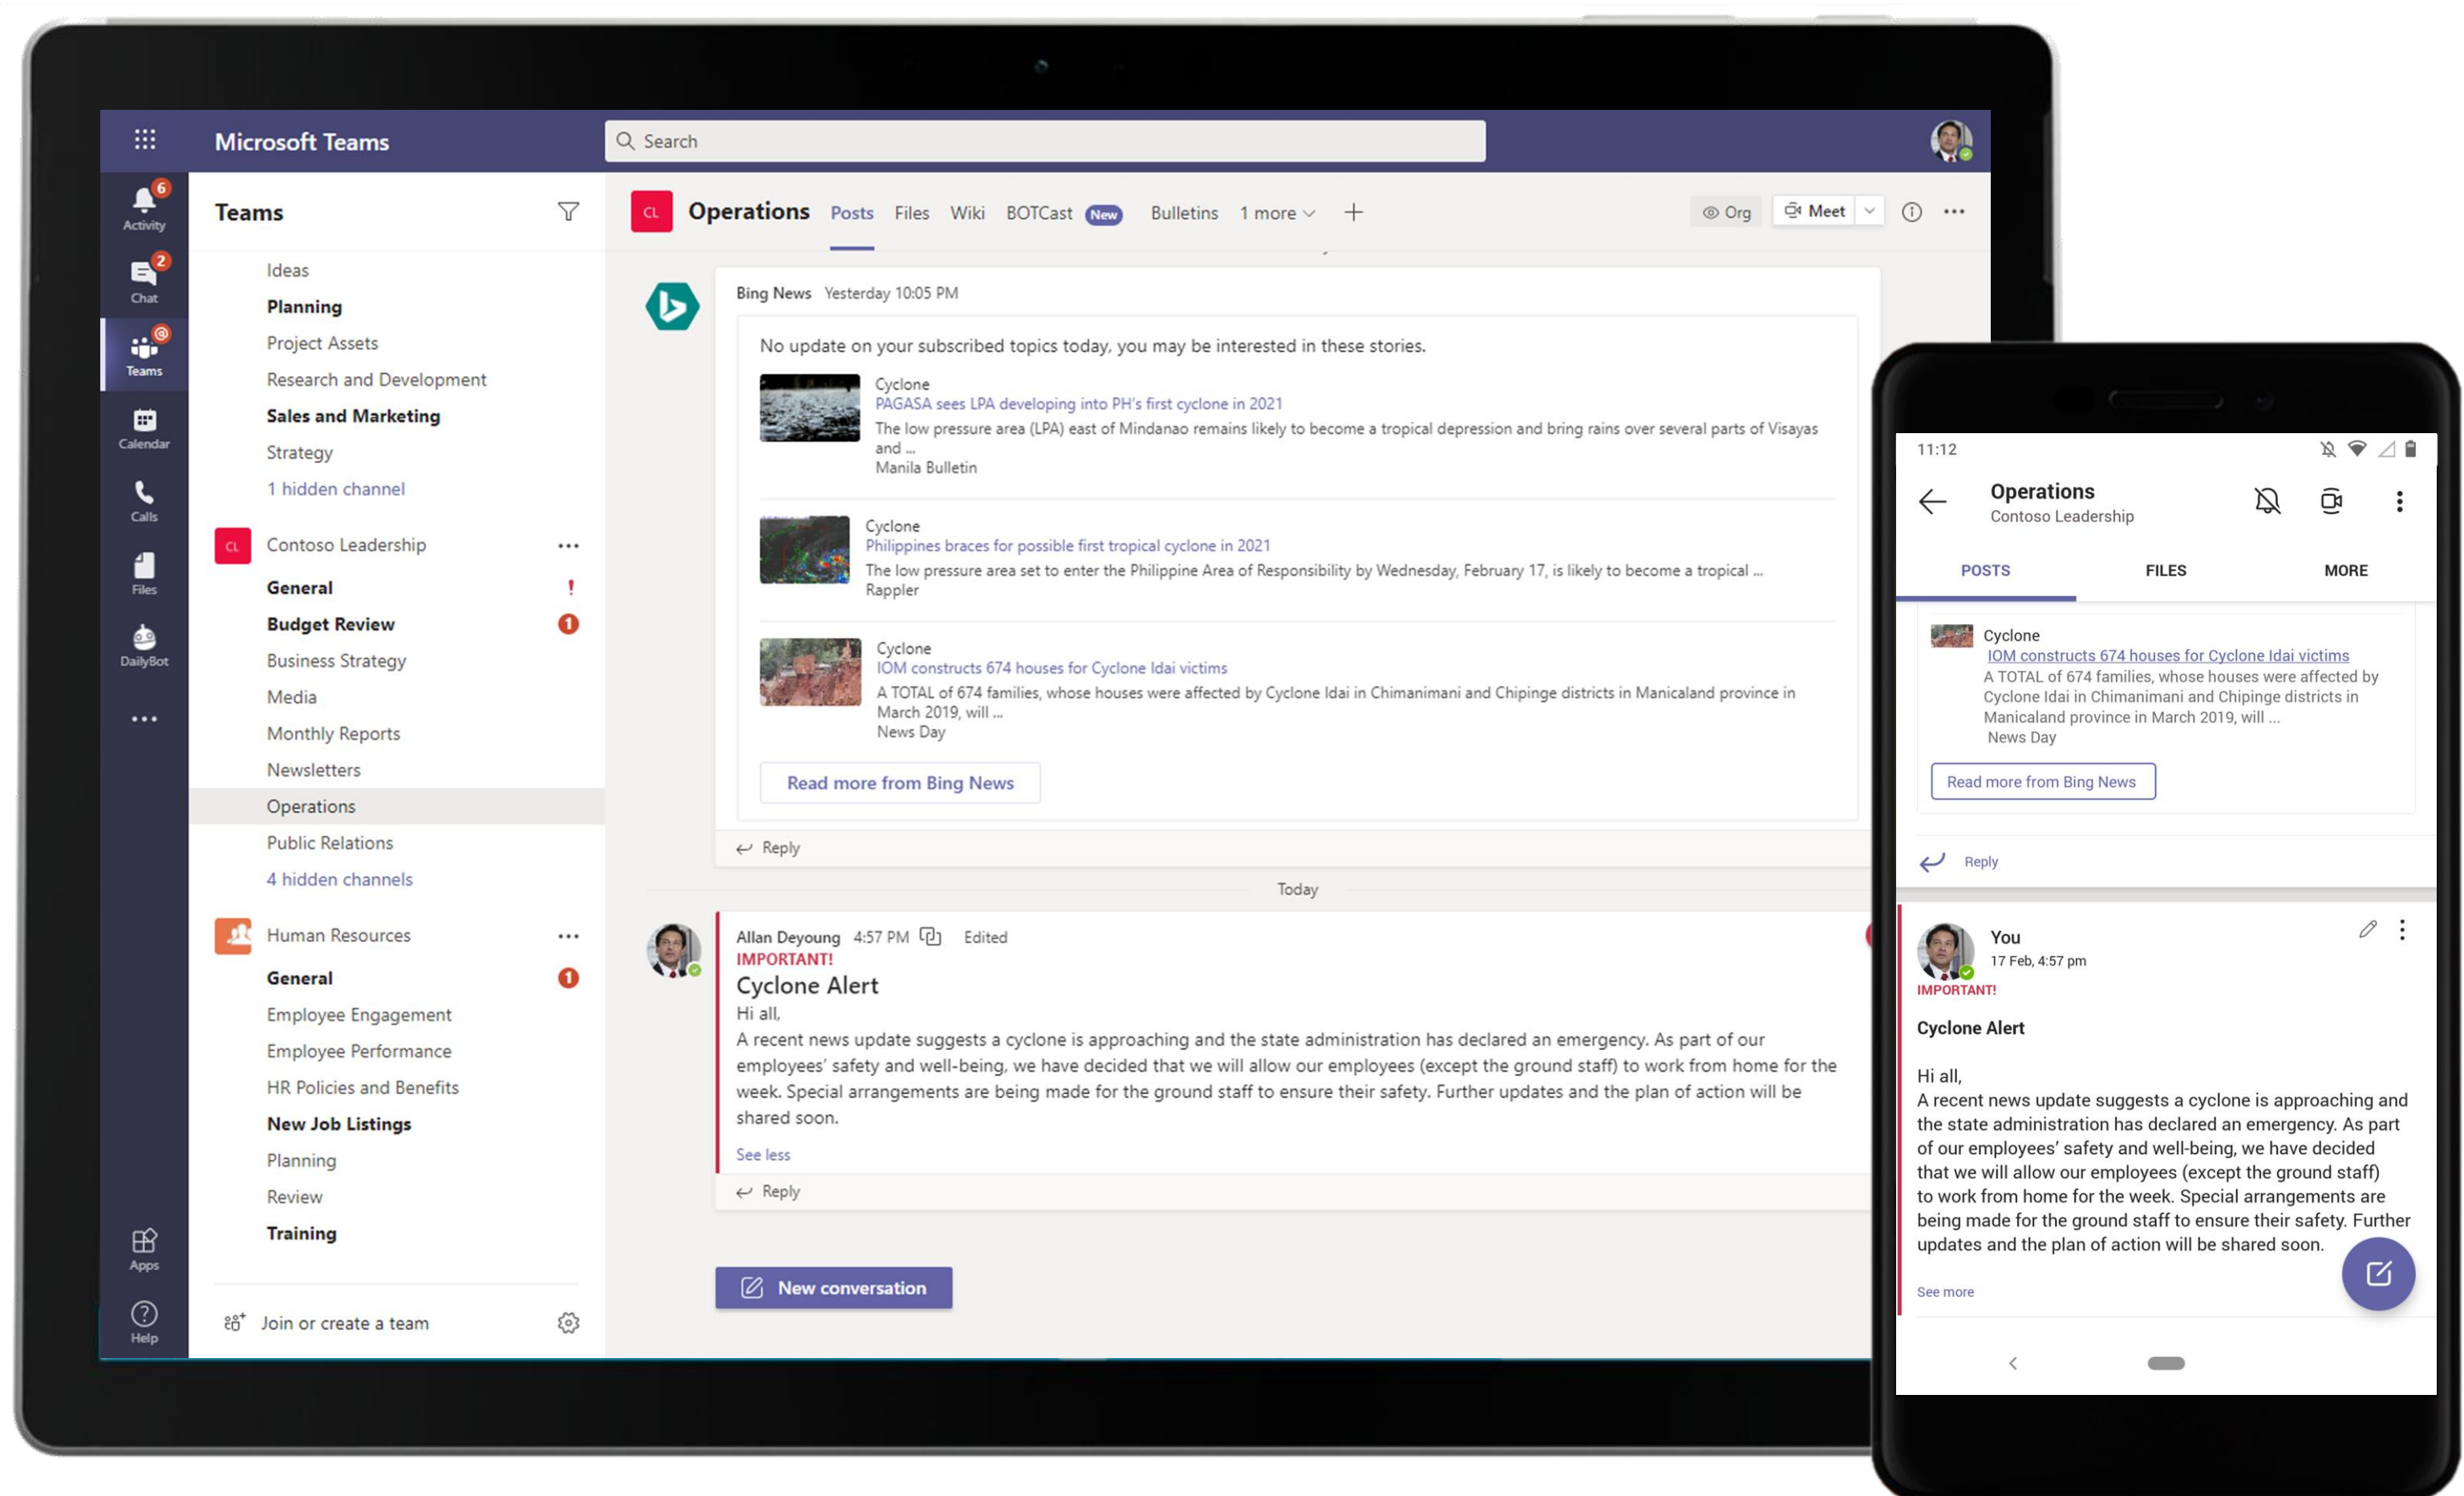 Microsoft Teams
Search
6
Activity
2
Chat
@
Teams
Calendar
Calls
Files
DailyBot
Apps
Help
Teams
Ideas
Planning
Project Assets
Research and Development
Sales and Marketing
Strategy
1 hidden channel
CL Contoso Leadership
General !
Budget Review 1
Business Strategy
Media
Monthly Reports
Newsletters
Operations
Public Relations
4 hidden channels
Human Resources
General 1
Employee Engagement
Employee Performance
HR Policies and Benefits
New Job Listings
Planning
Review
Training
Join or create a team
CL Operations Posts Files Wiki BOTCast New Bulletins 1 more + Org Meet
Bing News Yesterday 10:05 PM
No update on your subscribed topics today, you may be interested in these stories.
Cyclone
PAGASA sees LPA developing into PH's first cyclone in 2021
The low pressure area (LPA) east of Mindanao remains likely to become a tropical depression and bring rains over several parts of Visayas
and ...
Manila Bulletin
Cyclone
Philippines braces for possible first tropical cyclone in 2021
The low pressure area set to enter the Philippine Area of Responsibility by Wednesday, February 17, is likely to become a tropical ...
Rappler
Cyclone
IOM constructs 674 houses for Cyclone Idai victims
A TOTAL of 674 families, whose houses were affected by Cyclone Idai in Chimanimani and Chipinge districts in Manicaland province in
March 2019, will ...
News Day
Read more from Bing News
Reply
Today
Allan Deyoung 4:57 PM Edited
IMPORTANT!
Cyclone Alert
Hi all,
A recent news update suggests a cyclone is approaching and the state administration has declared an emergency. As part of our
employees' safety and well-being, we have decided that we will allow our employees (except the ground staff) to work from home for the
week. Special arrangements are being made for the ground staff to ensure their safety. Further updates and the plan of action will be
shared soon.
See less
Reply
New conversation
11:12
Operations
Contoso Leadership
POSTS FILES MORE
Cyclone
IOM constructs 674 houses for Cyclone Idai victims
A TOTAL of 674 families, whose houses were affected by
Cyclone Idai in Chimanimani and Chipinge districts in
Manicaland province in March 2019, will ...
News Day
Read more from Bing News
Reply
You
17 Feb, 4:57 pm
IMPORTANT!
Cyclone Alert
Hi all,
A recent news update suggests a cyclone is approaching and
the state administration has declared an emergency. As part
of our employees' safety and well-being, we have decided
that we will allow our employees (except the ground staff)
to work from home for the week. Special arrangements are
being made for the ground staff to ensure their safety. Further
updates and the plan of action will be shared soon.
See more